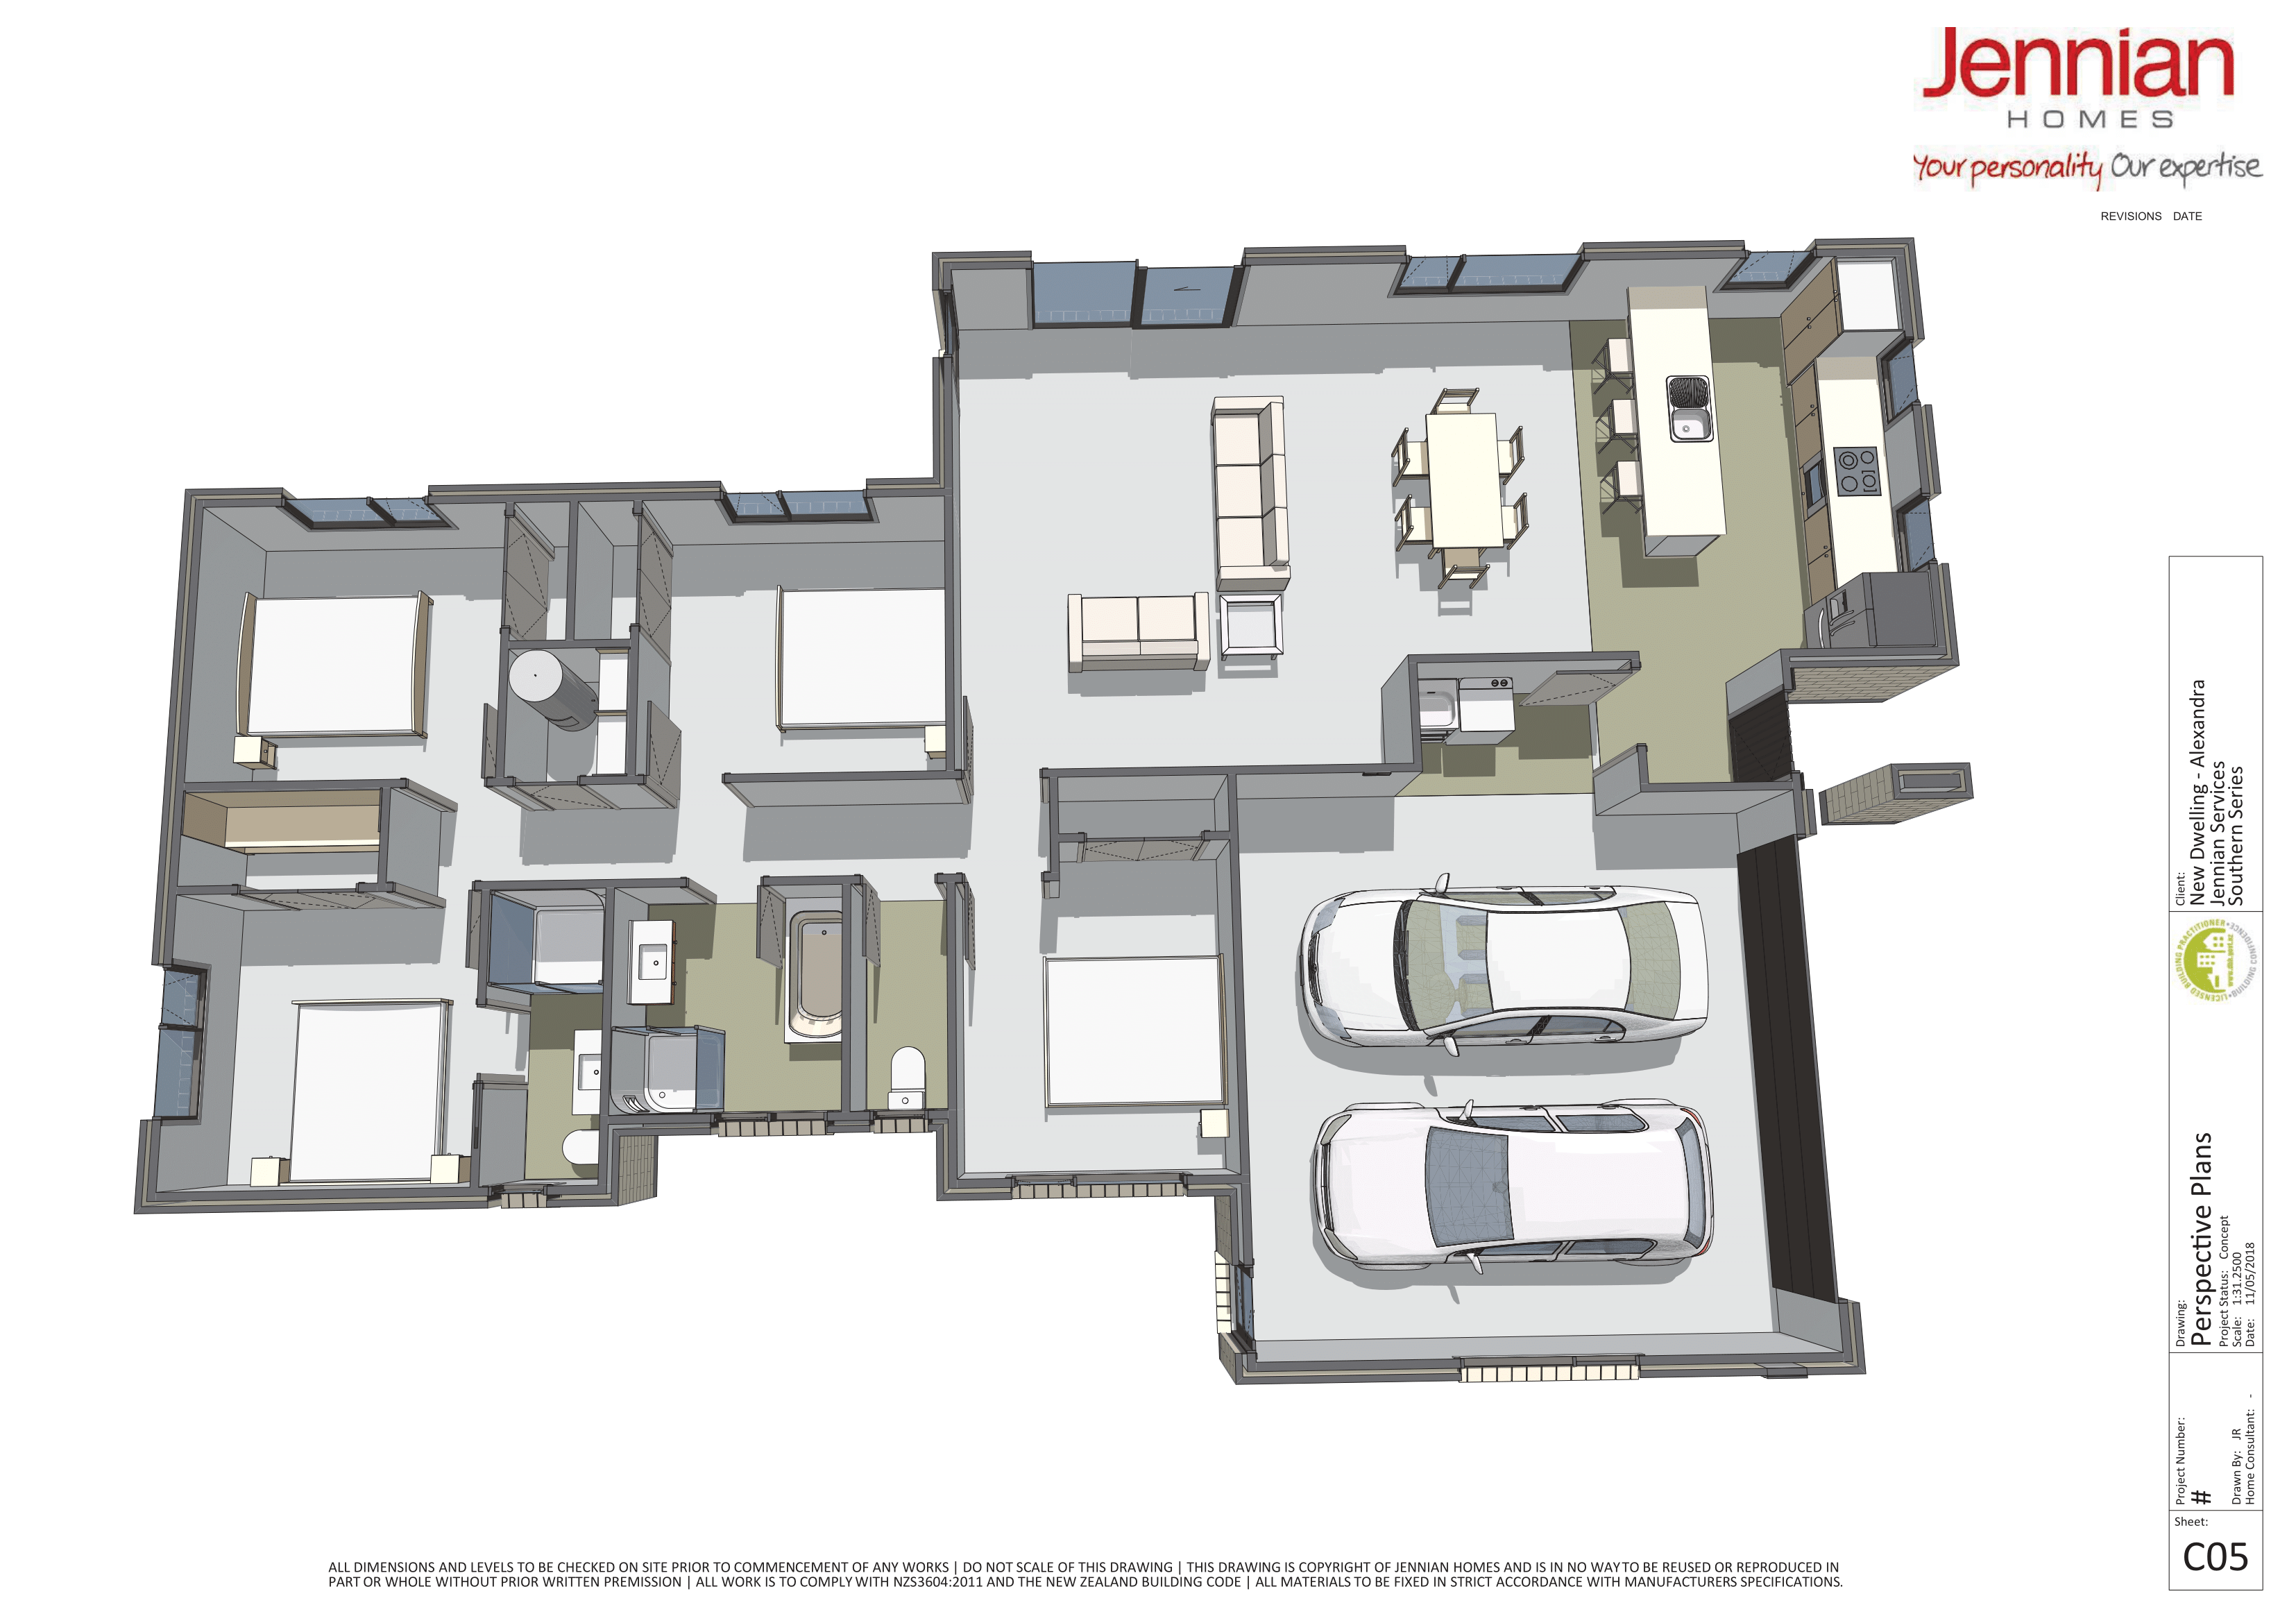 Jennian
HOMES
Your personality Our expertise
REVISIONS DATE
Client:
New Dwelling - Alexandra
Jennian Services
Southern Series
LICENSED BUILDING PRACTITIONER • BUILDING CONFIDENCE •
www.dbh.govt.nz
Drawing:
Perspective Plans
Project Status: Concept
Scale: 1:31.2500
Date: 11/05/2018
Project Number:
#
Drawn By: JR
Home Consultant: -
Sheet:
C05
ALL DIMENSIONS AND LEVELS TO BE CHECKED ON SITE PRIOR TO COMMENCEMENT OF ANY WORKS | DO NOT SCALE OF THIS DRAWING | THIS DRAWING IS COPYRIGHT OF JENNIAN HOMES AND IS IN NO WAY TO BE REUSED OR REPRODUCED IN
PART OR WHOLE WITHOUT PRIOR WRITTEN PREMISSION | ALL WORK IS TO COMPLY WITH NZS3604:2011 AND THE NEW ZEALAND BUILDING CODE | ALL MATERIALS TO BE FIXED IN STRICT ACCORDANCE WITH MANUFACTURERS SPECIFICATIONS.